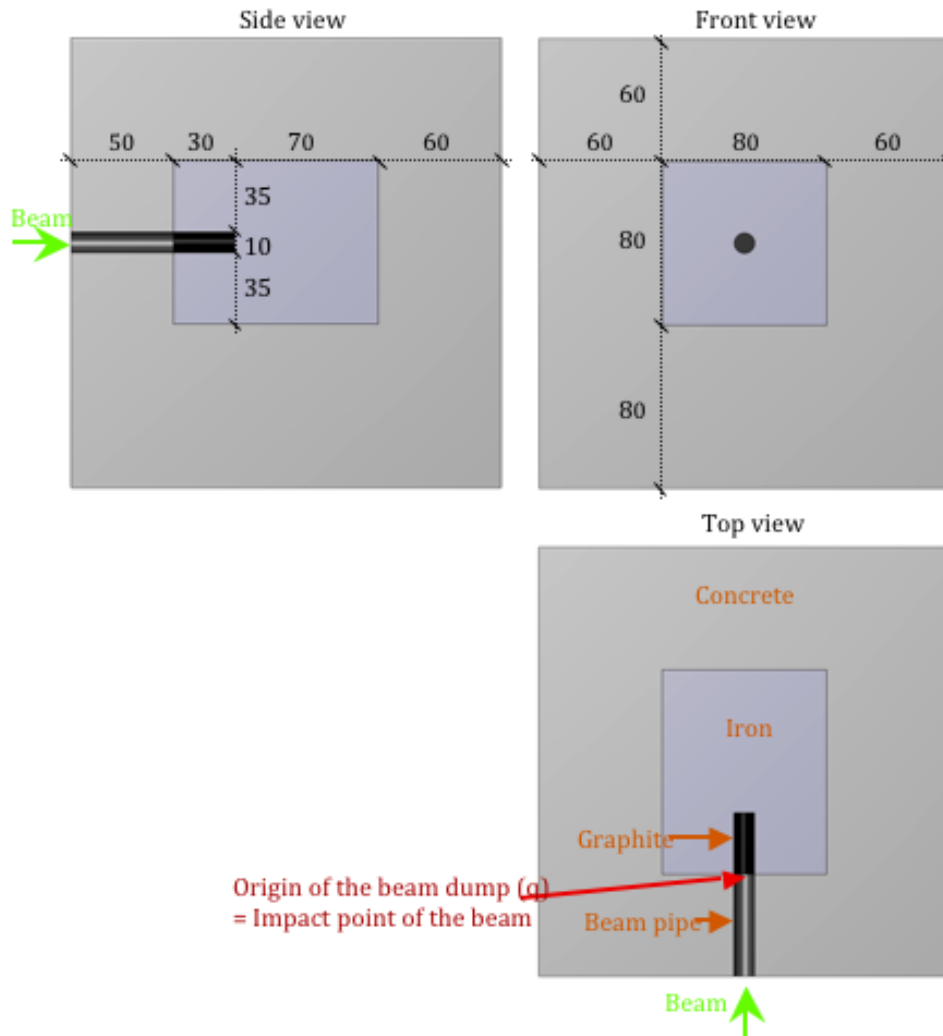 Side view
Front view
60
50 30 70 60
60 80 60
35
Beam
10
80
35
80
Top view
Concrete
Iron
Graphite
Origin of the beam dump (q)
= Impact point of the beam
Beam pipe
Beam